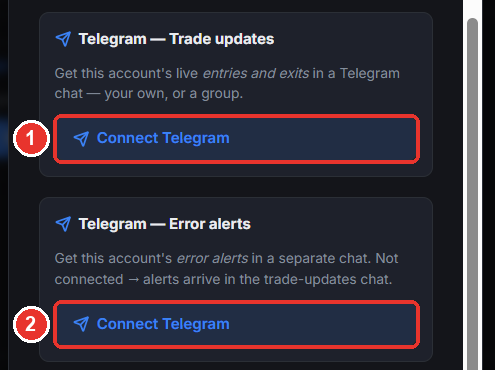 Telegram — Trade updates
Get this account's live entries and exits in a Telegram
chat — your own, or a group.
1
Connect Telegram
Telegram — Error alerts
Get this account's error alerts in a separate chat. Not
connected → alerts arrive in the trade-updates chat.
2
Connect Telegram